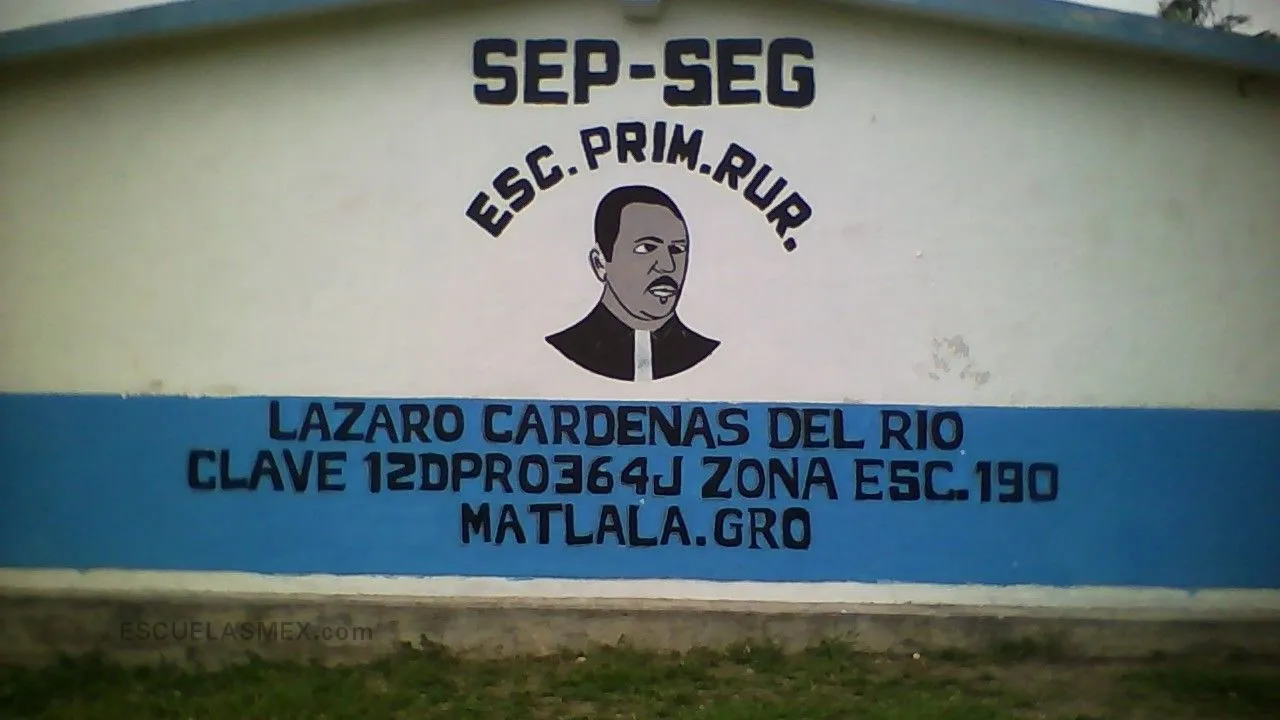 SEP-SEG
ESC. PRIM. RUR.
LAZARO CARDENAS DEL RIO
CLAVE 12DPR0364J ZONA ESC. 190
MATLALA.GRO
ESCUELASMEX.com